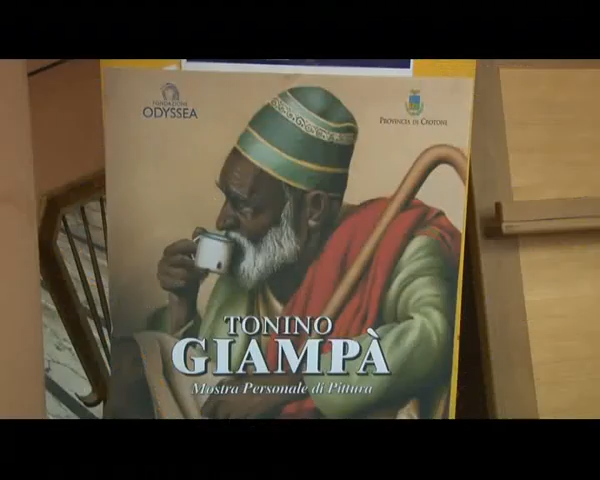 FONDAZIONE
ODYSSEA
PROVINCIA DI CROTONE
TONINO
GIAMPÀ
Mostra Personale di Pittura